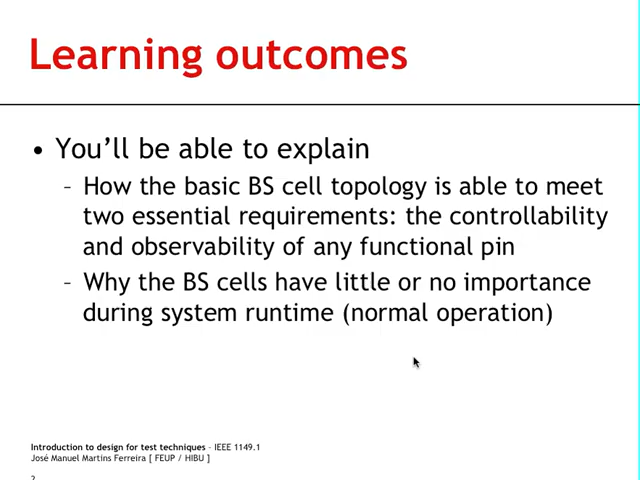 Learning outcomes
• You'll be able to explain
– How the basic BS cell topology is able to meet
two essential requirements: the controllability
and observability of any functional pin
– Why the BS cells have little or no importance
during system runtime (normal operation)
Introduction to design for test techniques – IEEE 1149.1
José Manuel Martins Ferreira [ FEUP / HIBU ]
2